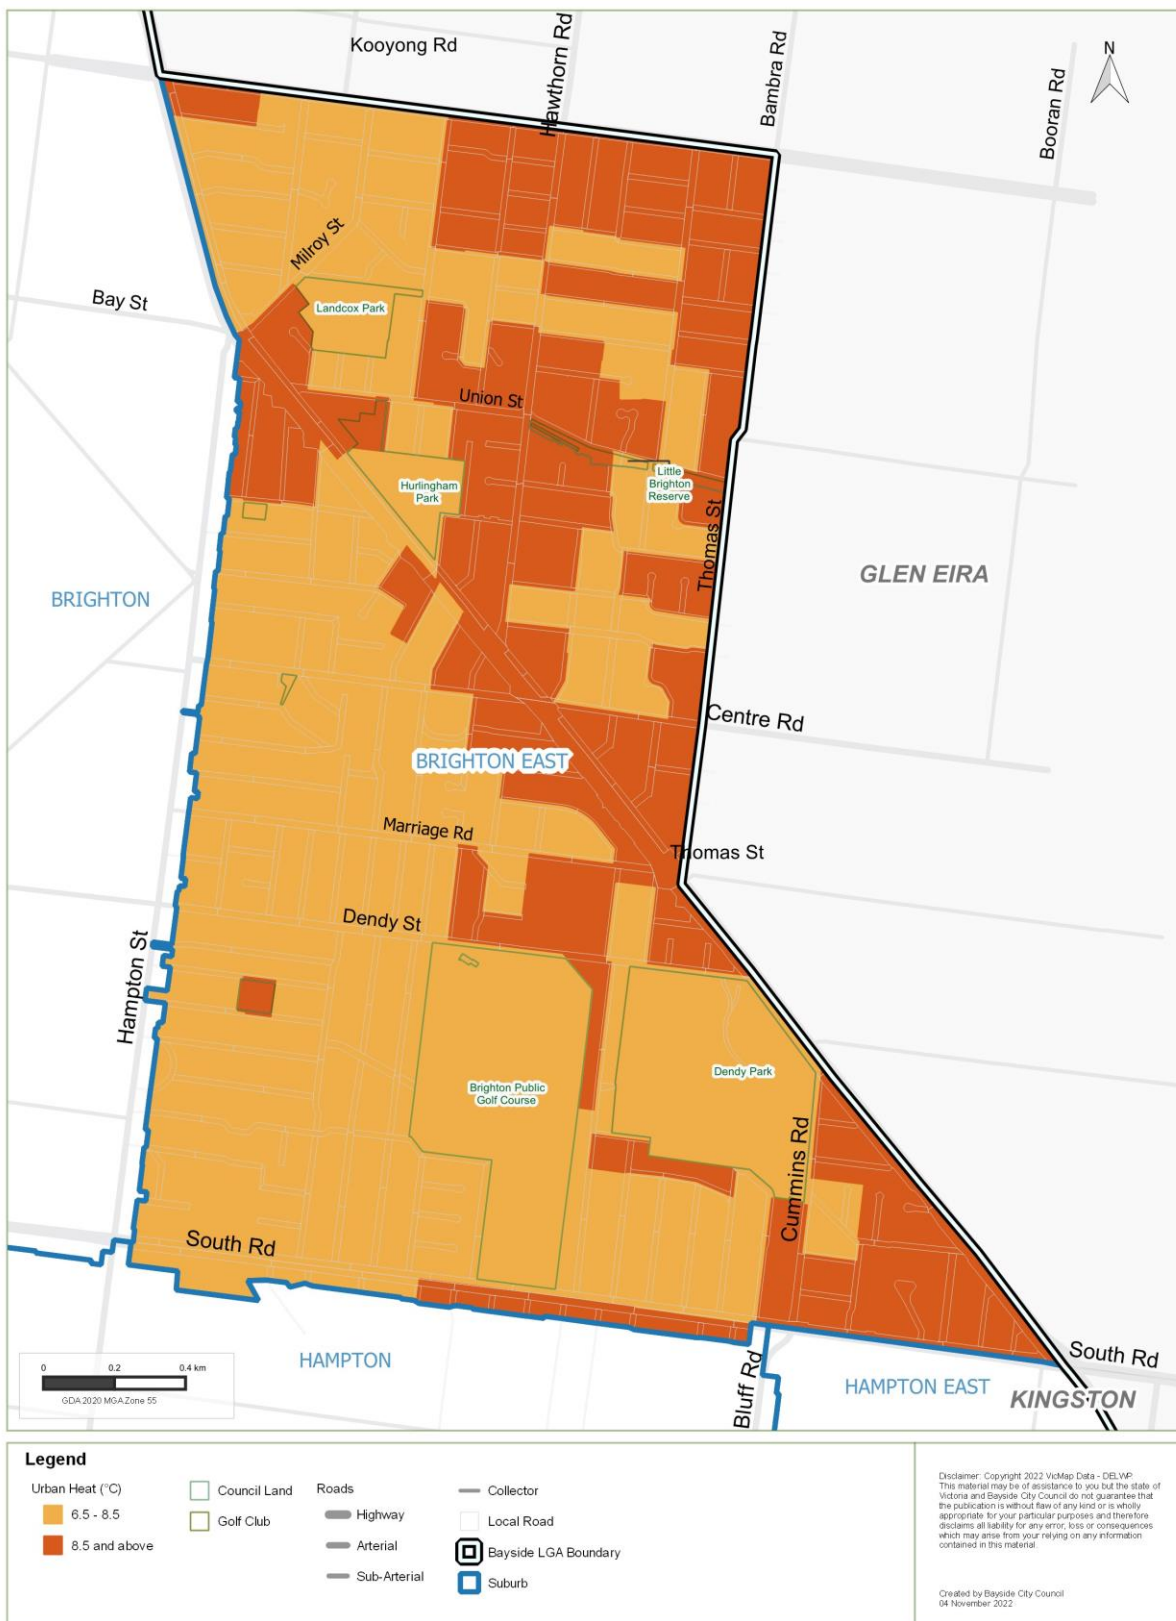 Kooyong Rd
Hawthorn Rd
Bambra Rd
Booran Rd
N
Milroy St
Bay St
Landcox Park
Union St
Hurlingham
Park
Little
Brighton
Reserve
Thomas St
GLEN EIRA
BRIGHTON
Centre Rd
BRIGHTON EAST
Marriage Rd
Thomas St
Dendy St
Hampton St
Brighton Public
Golf Course
Dendy Park
Cummins Rd
South Rd
HAMPTON
Bluff Rd
South Rd
HAMPTON EAST
KINGSTON
0 0.2 0.4 km
GDA 2020 MGA Zone 55
Legend
Urban Heat (°C)
6.5 - 8.5
8.5 and above
Council Land
Golf Club
Roads
Highway
Arterial
Sub-Arterial
Collector
Local Road
Bayside LGA Boundary
Suburb
Disclaimer: Copyright 2022 VicMap Data - DELWP.
This material may be of assistance to you but the state of
Victoria and Bayside City Council do not guarantee that
the publication is without flaw of any kind or is wholly
appropriate for your particular purposes and therefore
disclaims all liability for any error, loss or consequences
which may arise from your relying on any information
contained in this material.
Created by Bayside City Council
04 November 2022